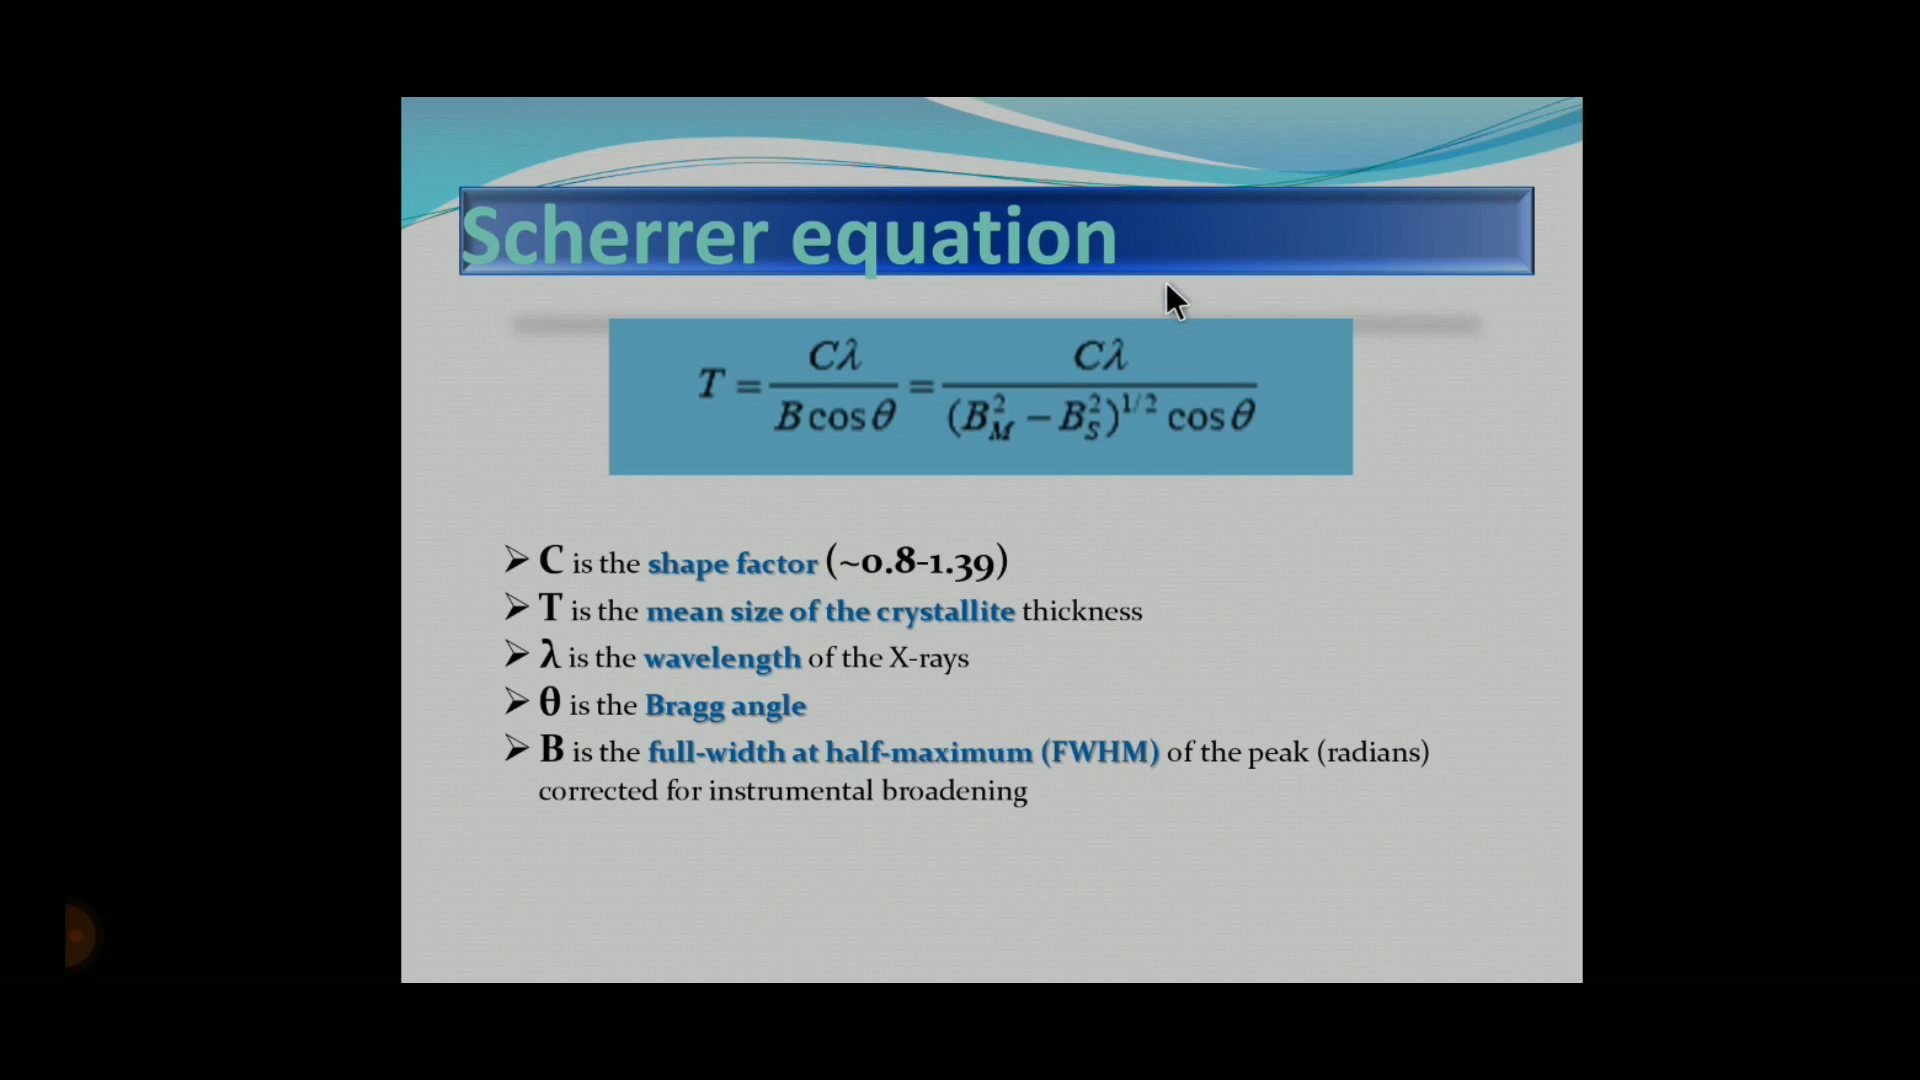 Scherrer equation
T = Cλ / (B cos θ) = Cλ / ((B_M^2 − B_S^2)^{1/2} cos θ)
➢ C is the shape factor (~0.8-1.39)
➢ T is the mean size of the crystallite thickness
➢ λ is the wavelength of the X-rays
➢ θ is the Bragg angle
➢ B is the full-width at half-maximum (FWHM) of the peak (radians)
corrected for instrumental broadening